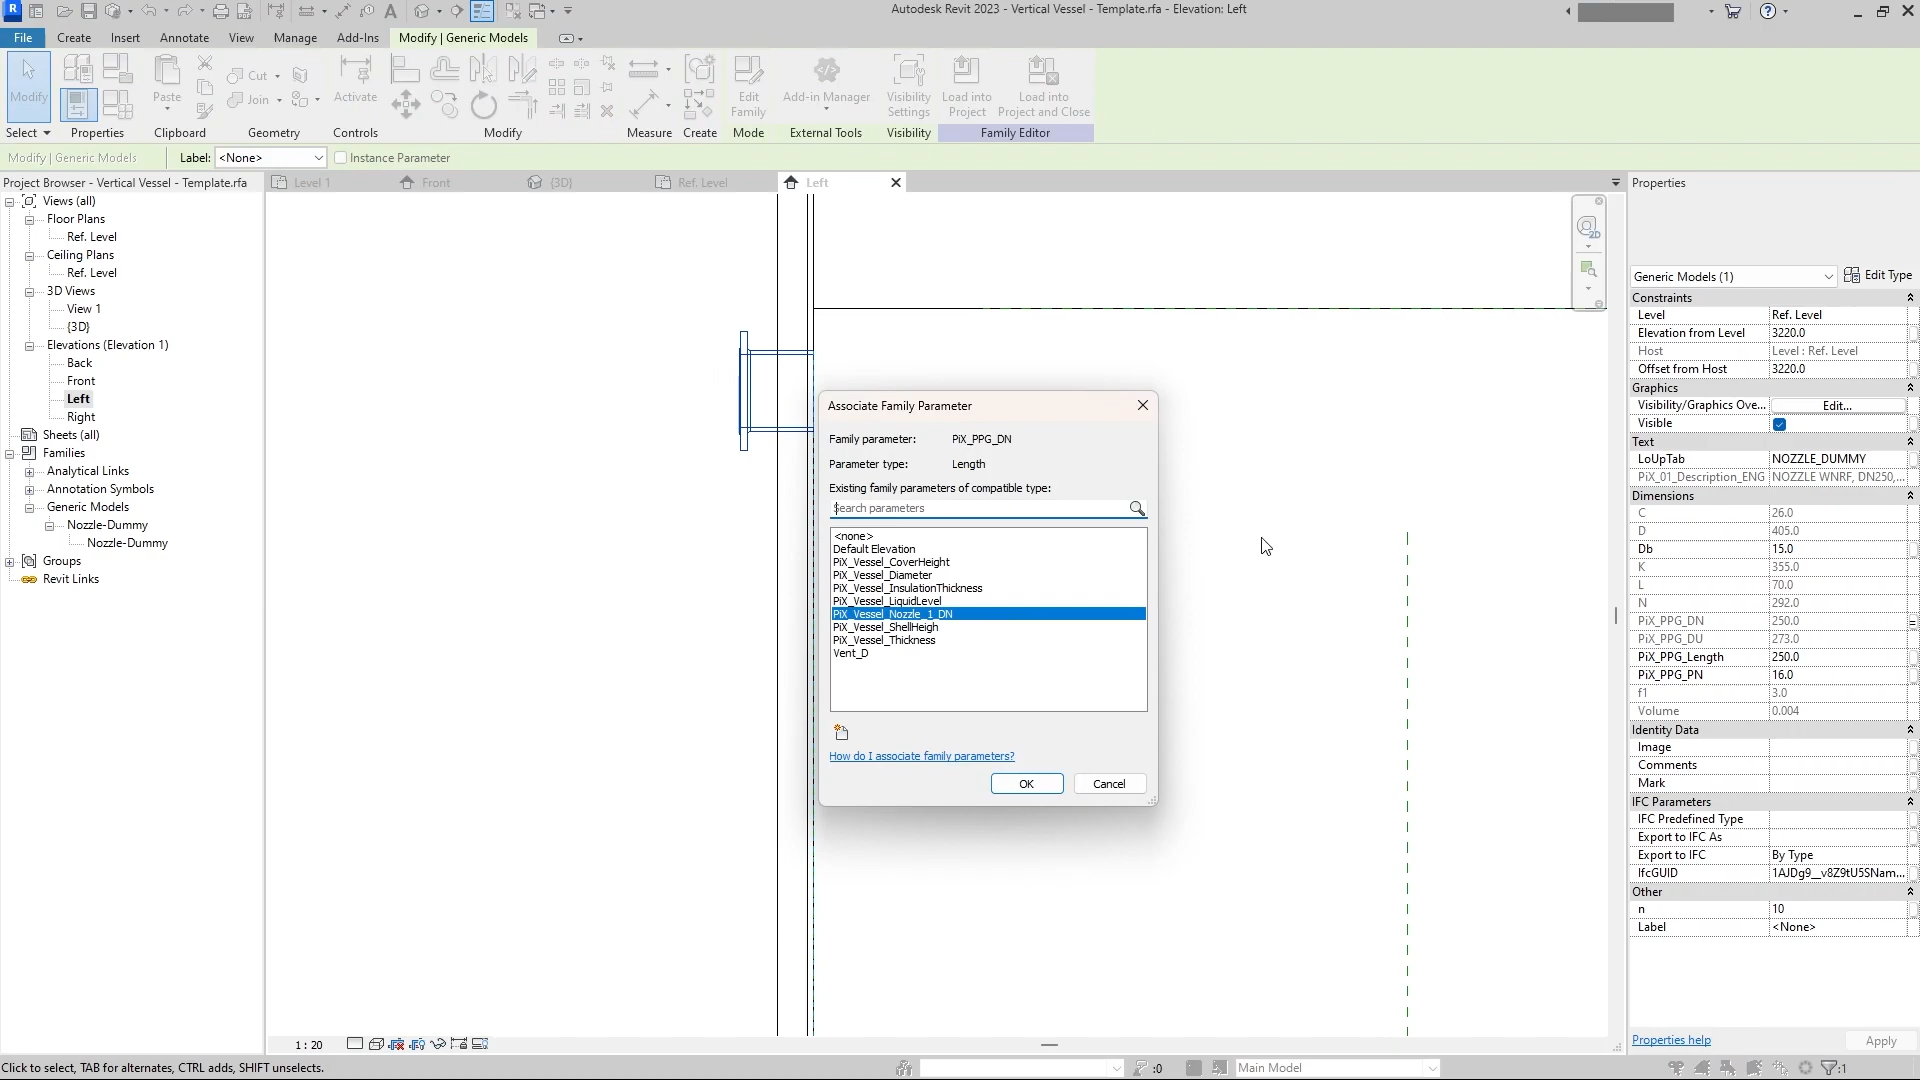 Autodesk Revit 2023 - Vertical Vessel - Template.rfa - Elevation: Left
File
Create
Insert
Annotate
View
Manage
Add-Ins
Modify | Generic Models
Modify
Paste
Cut
Join
Activate
Edit
Family
Add-in Manager
Visibility
Settings
Load into
Project
Load into
Project and Close
Select
Properties
Clipboard
Geometry
Controls
Modify
Measure
Create
Mode
External Tools
Visibility
Family Editor
Modify | Generic Models
Label:
<None>
Instance Parameter
Project Browser - Vertical Vessel - Template.rfa
Level 1
Front
{3D}
Ref. Level
Left
Views (all)
Floor Plans
Ref. Level
Ceiling Plans
Ref. Level
3D Views
View 1
{3D}
Elevations (Elevation 1)
Back
Front
Left
Right
Sheets (all)
Families
Analytical Links
Annotation Symbols
Generic Models
Nozzle-Dummy
Nozzle-Dummy
Groups
Revit Links
2D
Associate Family Parameter
Family parameter: PiX_PPG_DN
Parameter type: Length
Existing family parameters of compatible type:
Search parameters
<none>
Default Elevation
PiX_Vessel_CoverHeight
PiX_Vessel_Diameter
PiX_Vessel_InsulationThickness
PiX_Vessel_LiquidLevel
PiX_Vessel_Nozzle_1_DN
PiX_Vessel_ShellHeigh
PiX_Vessel_Thickness
Vent_D
How do I associate family parameters?
OK
Cancel
Properties
Generic Models (1)
Edit Type
Constraints
Level Ref. Level
Elevation from Level 3220.0
Host Level : Ref. Level
Offset from Host 3220.0
Graphics
Visibility/Graphics Ove... Edit...
Visible
Text
LoUpTab NOZZLE_DUMMY
PiX_01_Description_ENG NOZZLE WNRF, DN250,...
Dimensions
C 26.0
D 405.0
Db 15.0
K 355.0
L 70.0
N 292.0
PiX_PPG_DN 250.0 =
PiX_PPG_DU 273.0
PiX_PPG_Length 250.0
PiX_PPG_PN 16.0
f1 3.0
Volume 0.004
Identity Data
Image
Comments
Mark
IFC Parameters
IFC Predefined Type
Export to IFC As
Export to IFC By Type
IfcGUID 1AJDg9__v8Z9tU5SNam...
Other
n 10
Label <None>
Properties help
Apply
1 : 20
Click to select, TAB for alternates, CTRL adds, SHIFT unselects.
:0
Main Model
:1